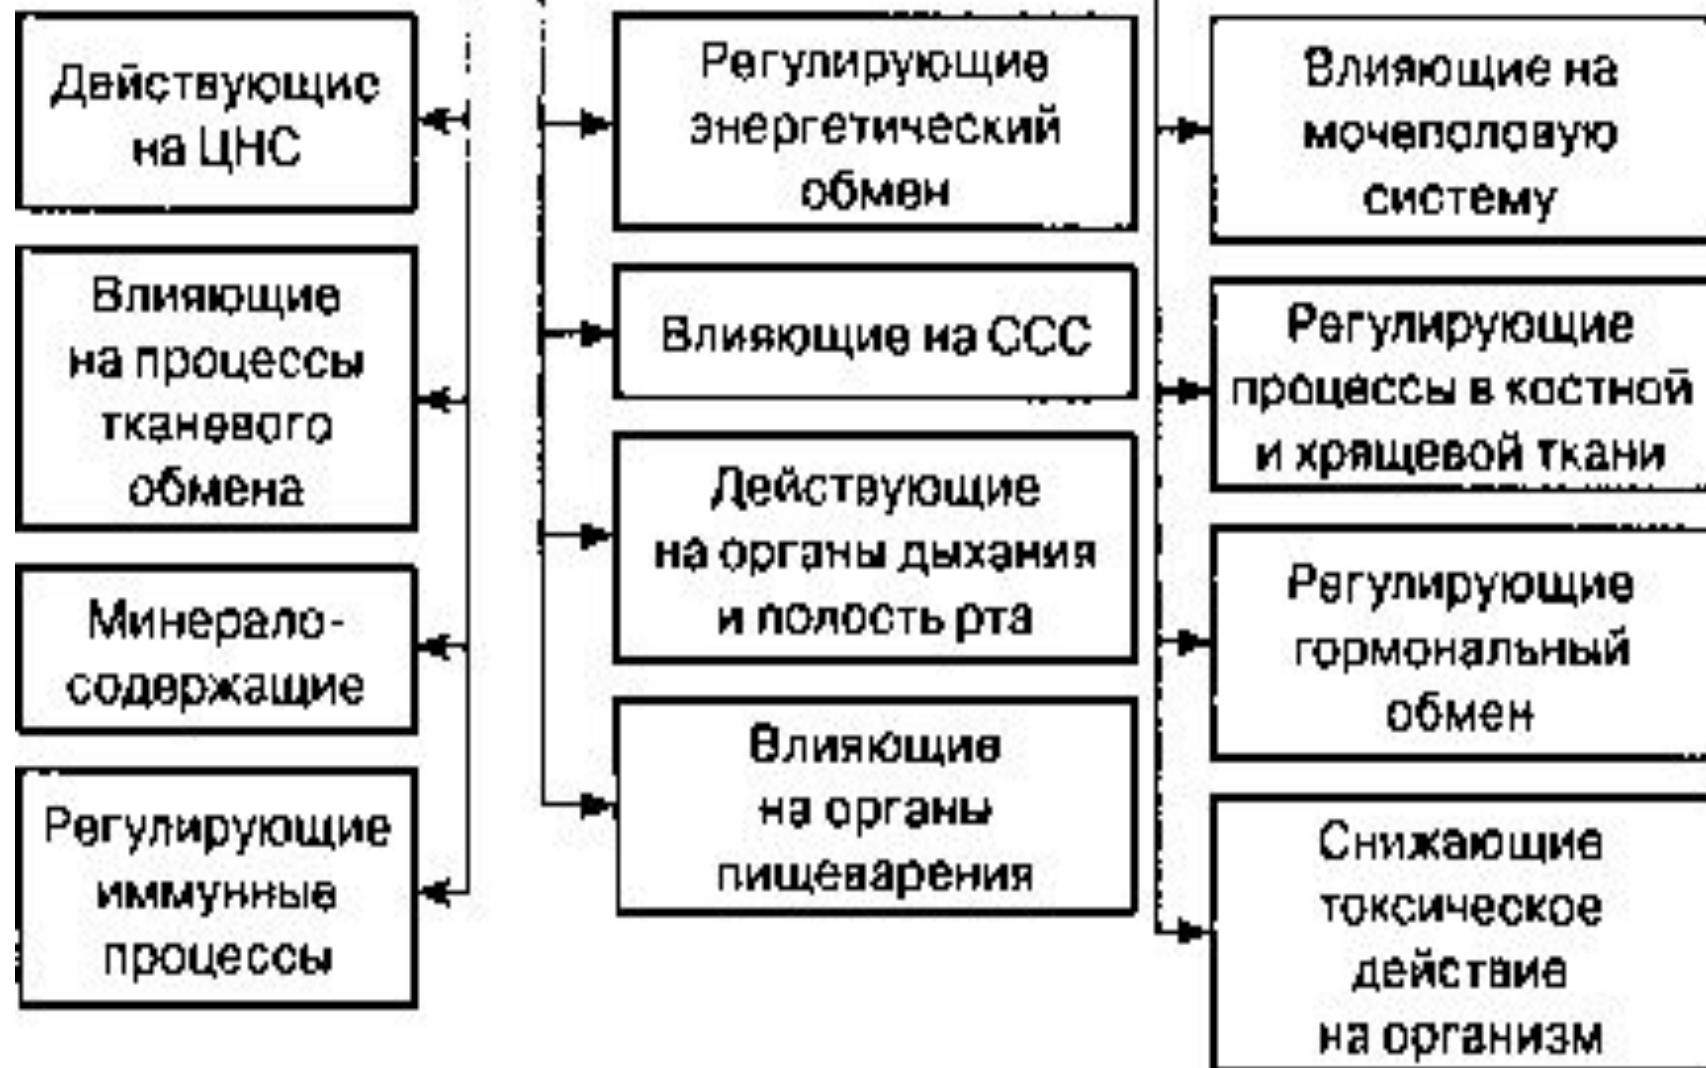 Действующие
на ЦНС
Влияющие
на процессы
тканевого
обмена
Минерало-
содержащие
Регулирующие
иммунные
процессы
Регулирующие
энергетический
обмен
Влияющие на ССС
Действующие
на органы дыхания
и полость рта
Влияющие
на органы
пищеварения
Влияющие на
мочеполовую
систему
Регулирующие
процессы в костной
и хрящевой ткани
Регулирующие
гормональный
обмен
Снижающие
токсическое
действие
на организм